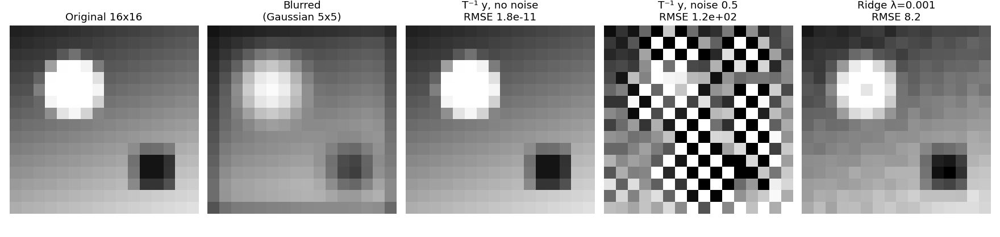 Original 16x16
Blurred
(Gaussian 5x5)
T⁻¹ y, no noise
RMSE 1.8e-11
T⁻¹ y, noise 0.5
RMSE 1.2e+02
Ridge λ=0.001
RMSE 8.2